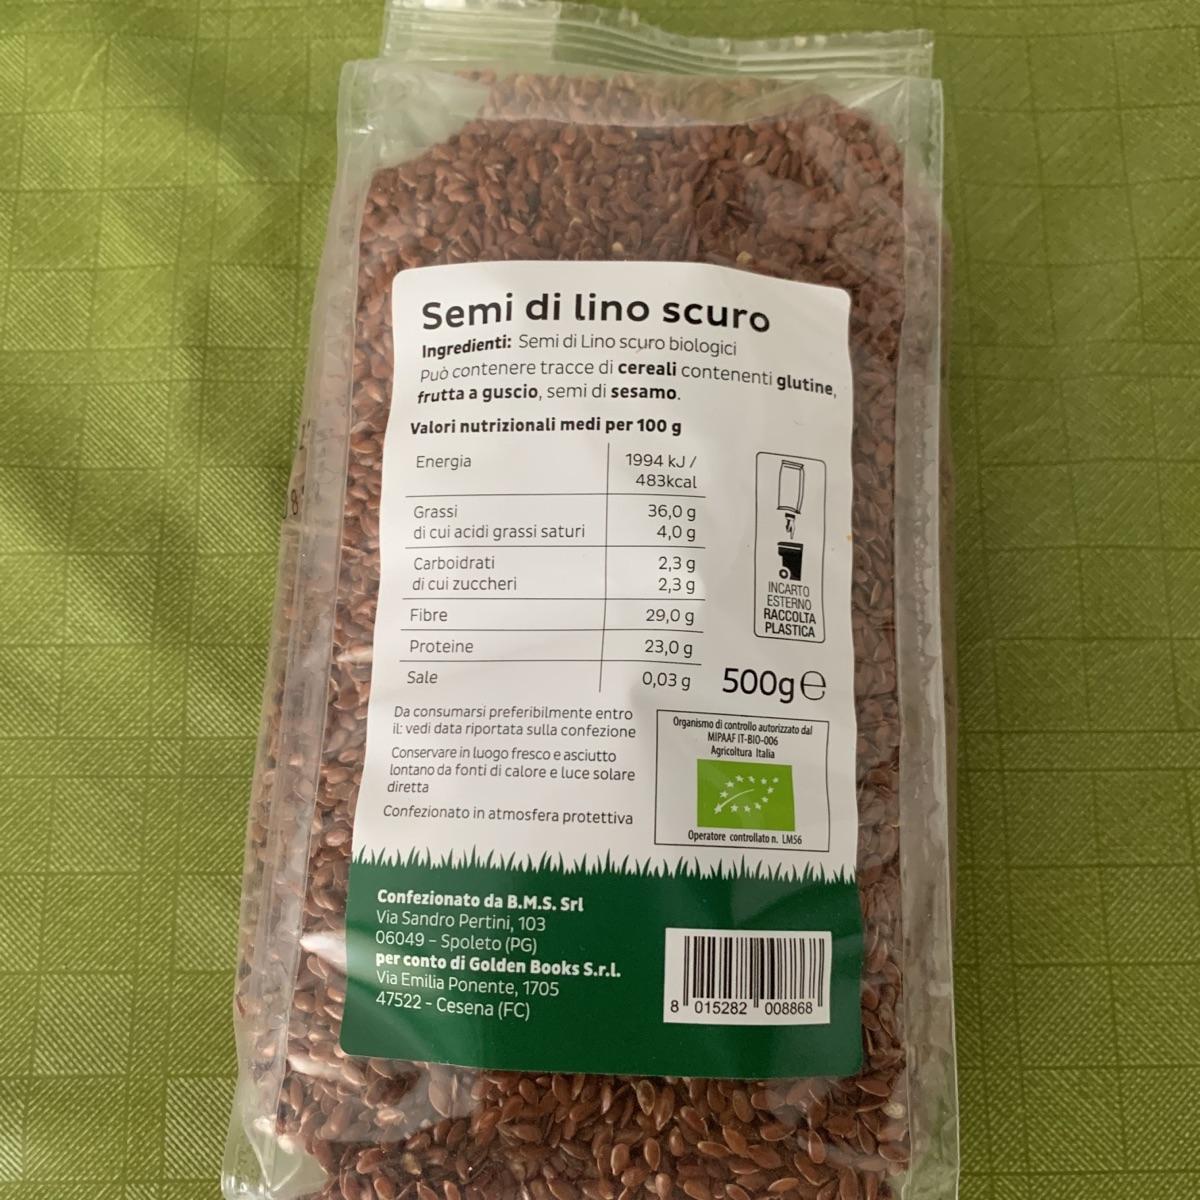 Semi di lino scuro
Ingredienti: Semi di Lino scuro biologici
Può contenere tracce di cereali contenenti glutine,
frutta a guscio, semi di sesamo.
Valori nutrizionali medi per 100 g
Energia 1994 kJ /
483kcal
Grassi 36,0 g
di cui acidi grassi saturi 4,0 g
Carboidrati 2,3 g
di cui zuccheri 2,3 g
Fibre 29,0 g
Proteine 23,0 g
Sale 0,03 g
INCARTO
ESTERNO
RACCOLTA
PLASTICA
500g ℮
Da consumarsi preferibilmente entro
il: vedi data riportata sulla confezione
Conservare in luogo fresco e asciutto
lontano da fonti di calore e luce solare
diretta
Confezionato in atmosfera protettiva
Organismo di controllo autorizzato dal
MIPAAF IT-BIO-006
Agricoltura Italia
Operatore controllato n. LM56
Confezionato da B.M.S. Srl
Via Sandro Pertini, 103
06049 - Spoleto (PG)
per conto di Golden Books S.r.l.
Via Emilia Ponente, 1705
47522 - Cesena (FC)
8 015282 008868